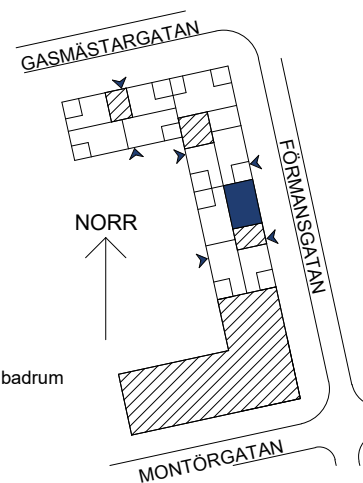 GASMÄSTARGATAN
FÖRMANSGATAN
NORR
badrum
MONTÖRGATAN